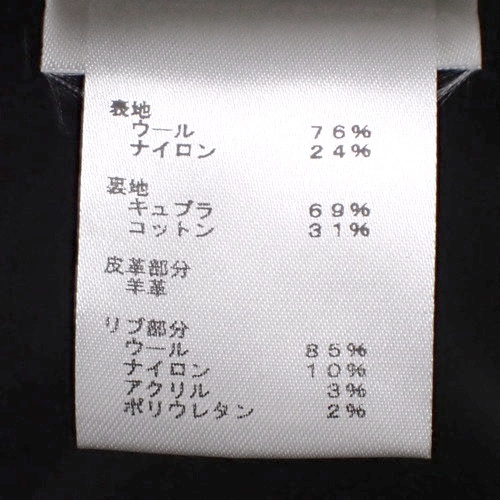 表地
ウール 76%
ナイロン 24%
裏地
キュプラ 69%
コットン 31%
皮革部分
羊革
リブ部分
ウール 85%
ナイロン 10%
アクリル 3%
ポリウレタン 2%